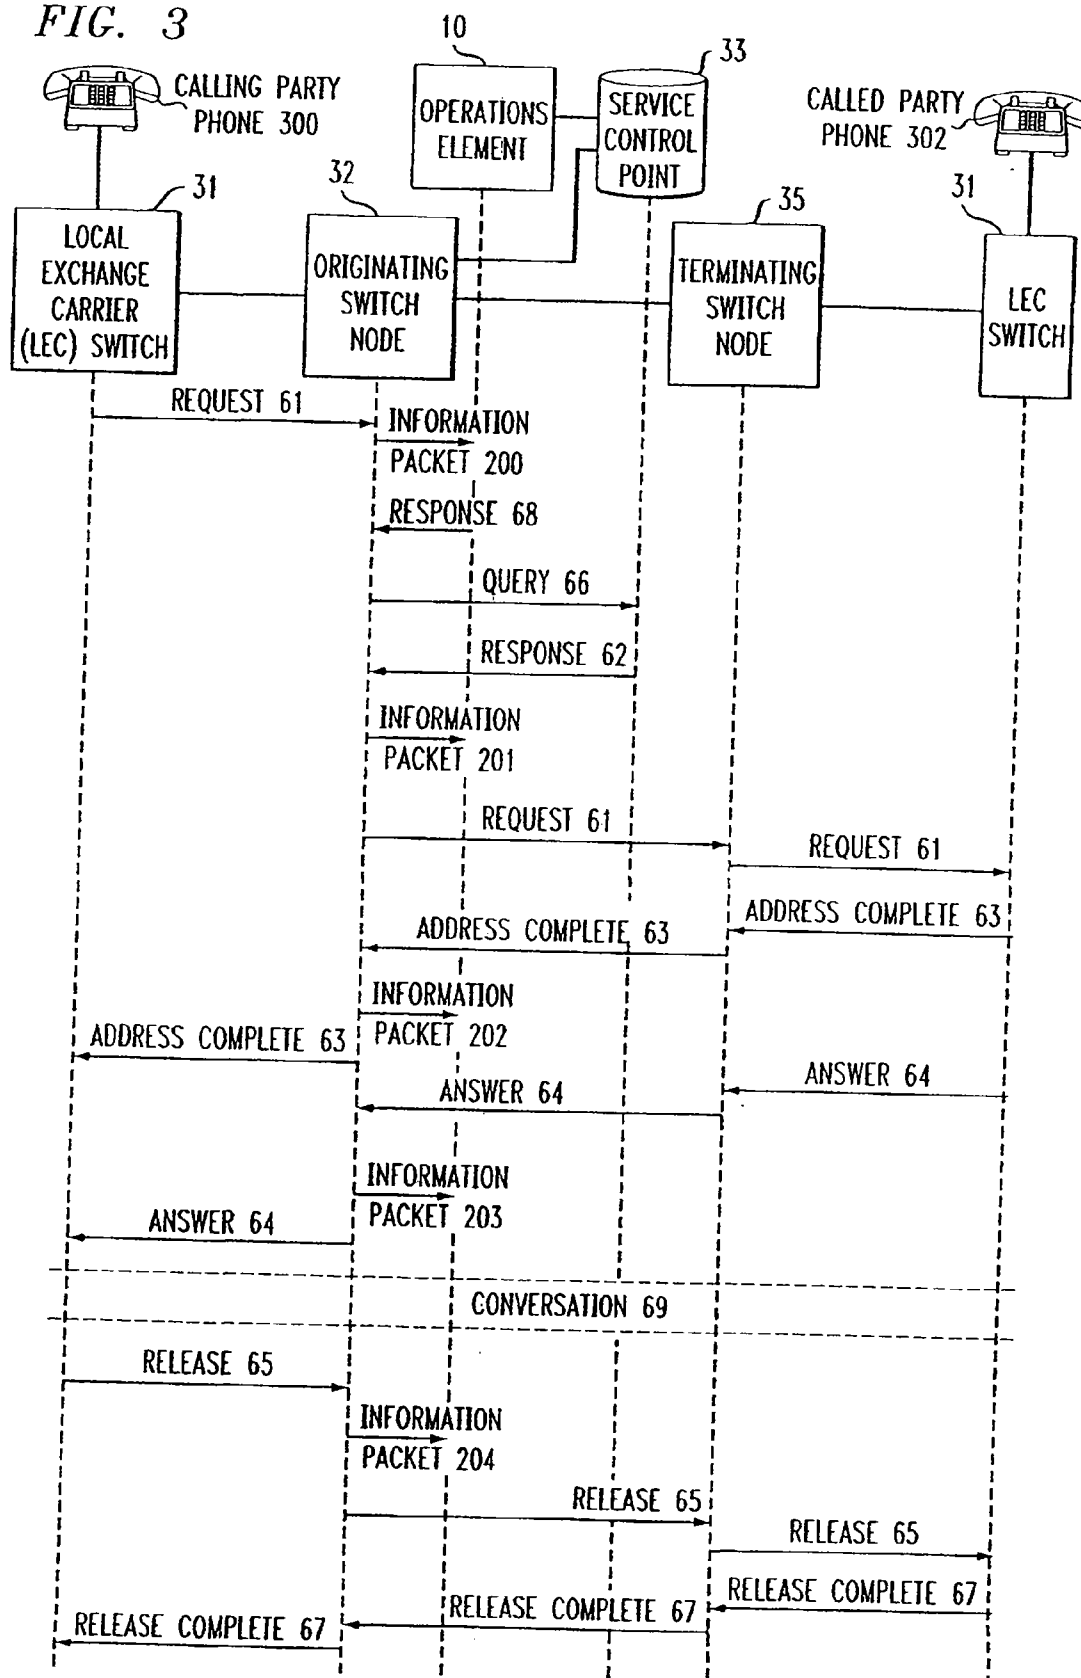 FIG. 3
CALLING PARTY
PHONE 300
10
OPERATIONS
ELEMENT
33
SERVICE
CONTROL
POINT
CALLED PARTY
PHONE 302
31
LOCAL
EXCHANGE
CARRIER
(LEC) SWITCH
32
ORIGINATING
SWITCH
NODE
35
TERMINATING
SWITCH
NODE
31
LEC
SWITCH
REQUEST 61
INFORMATION
PACKET 200
RESPONSE 68
QUERY 66
RESPONSE 62
INFORMATION
PACKET 201
REQUEST 61
REQUEST 61
ADDRESS COMPLETE 63
ADDRESS COMPLETE 63
INFORMATION
PACKET 202
ADDRESS COMPLETE 63
ANSWER 64
ANSWER 64
INFORMATION
PACKET 203
ANSWER 64
CONVERSATION 69
RELEASE 65
INFORMATION
PACKET 204
RELEASE 65
RELEASE 65
RELEASE COMPLETE 67
RELEASE COMPLETE 67
RELEASE COMPLETE 67